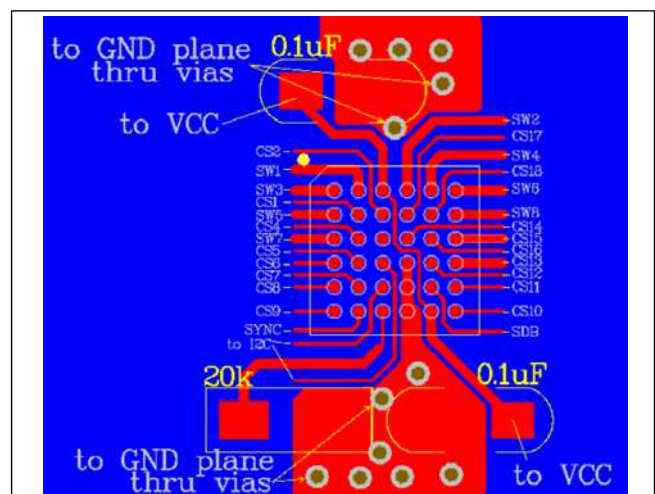 to GND plane
thru vias
0.1uF
to VCC
SW2
CS17
SW4
CS18
SW6
SW8
CS14
CS15
CS16
CS13
CS12
CS11
CS10
SDB
CS2
SW1
SW3
CS1
SW5
CS4
SW7
CS5
CS6
CS7
CS8
CS9
SYNC
to I2C
20k
0.1uF
to GND plane
thru vias
to VCC